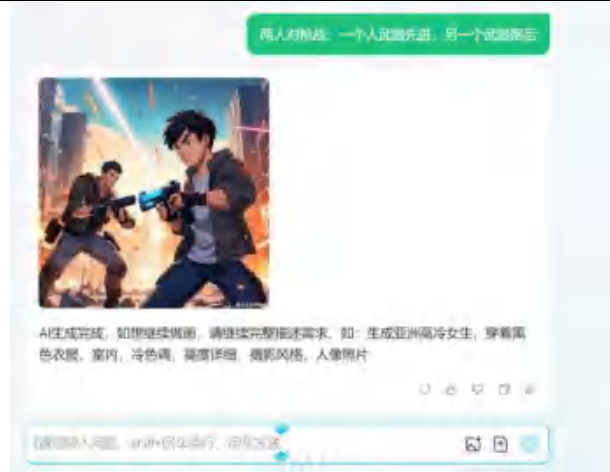 两人对枪战,一个人武器先进,另一个武器落后
AI生成完成,如想继续做画,请继续完整描述需求,如:生成亚洲高冷女生,穿着黑
色衣服,室内,冷色调,高度详细,摄影风格,人像照片